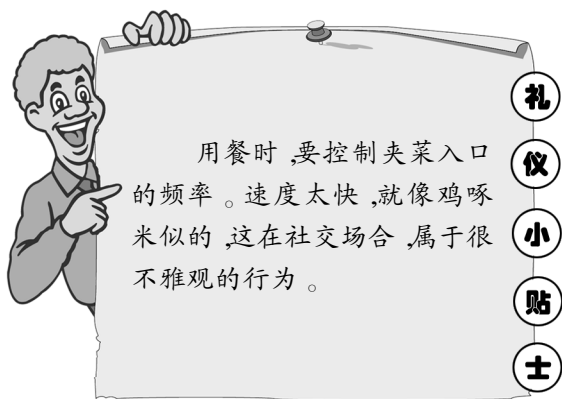 用餐时,要控制夹菜入口
的频率。速度太快,就像鸡啄
米似的,这在社交场合,属于很
不雅观的行为。
礼仪小贴士